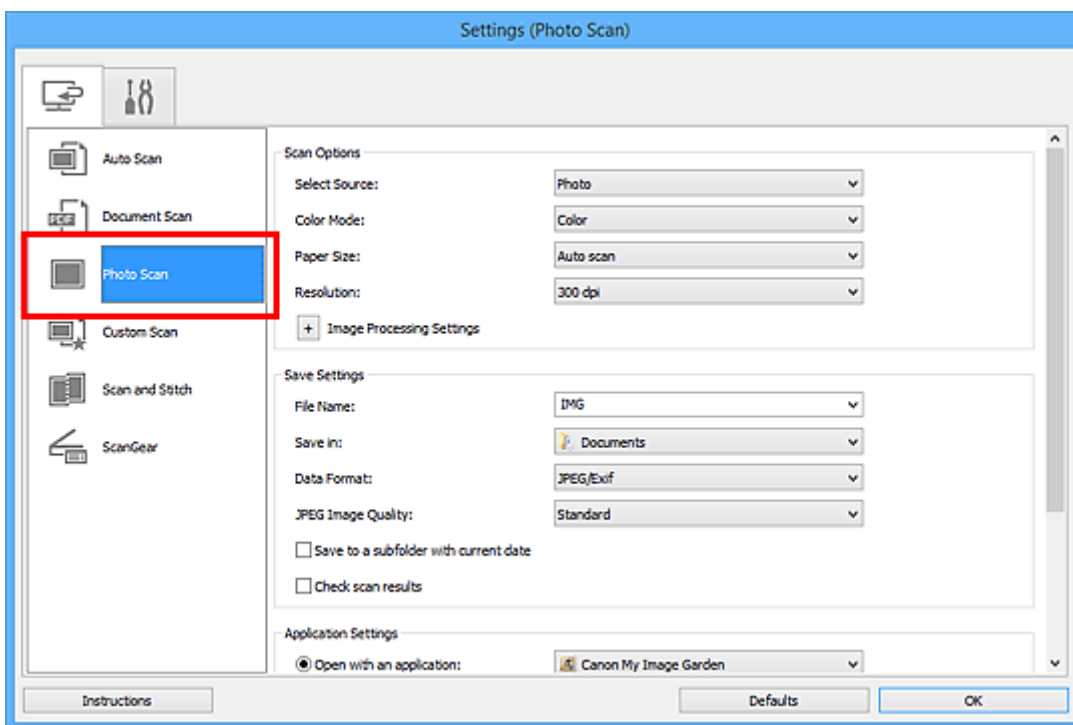 Settings (Photo Scan)
Auto Scan
Document Scan
Photo Scan
Custom Scan
Scan and Stitch
ScanGear
Scan Options
Select Source: Photo
Color Mode: Color
Paper Size: Auto scan
Resolution: 300 dpi
+ Image Processing Settings
Save Settings
File Name: IMG
Save in: Documents
Data Format: JPEG/Exif
JPEG Image Quality: Standard
Save to a subfolder with current date
Check scan results
Application Settings
Open with an application: Canon My Image Garden
Instructions Defaults OK